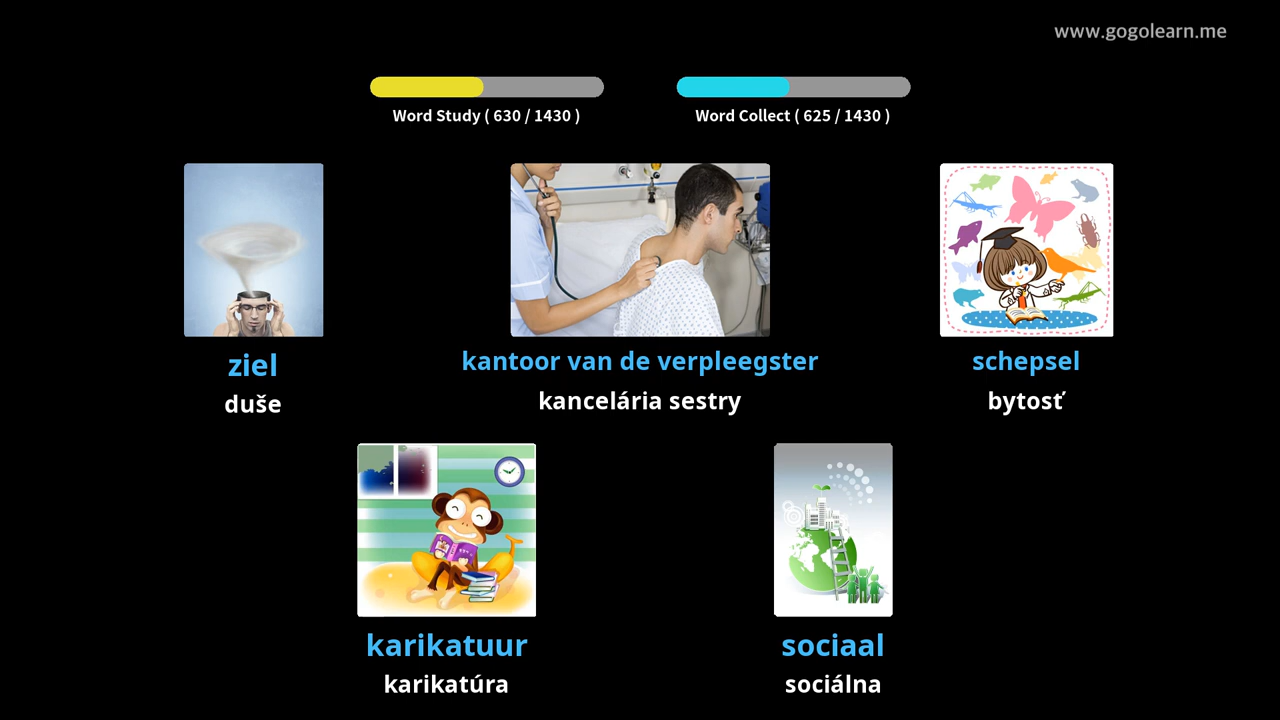 www.gogolearn.me
Word Study ( 630 / 1430 )
Word Collect ( 625 / 1430 )
ziel
duše
kantoor van de verpleegster
kancelária sestry
schepsel
bytosť
karikatuur
karikatúra
sociaal
sociálna